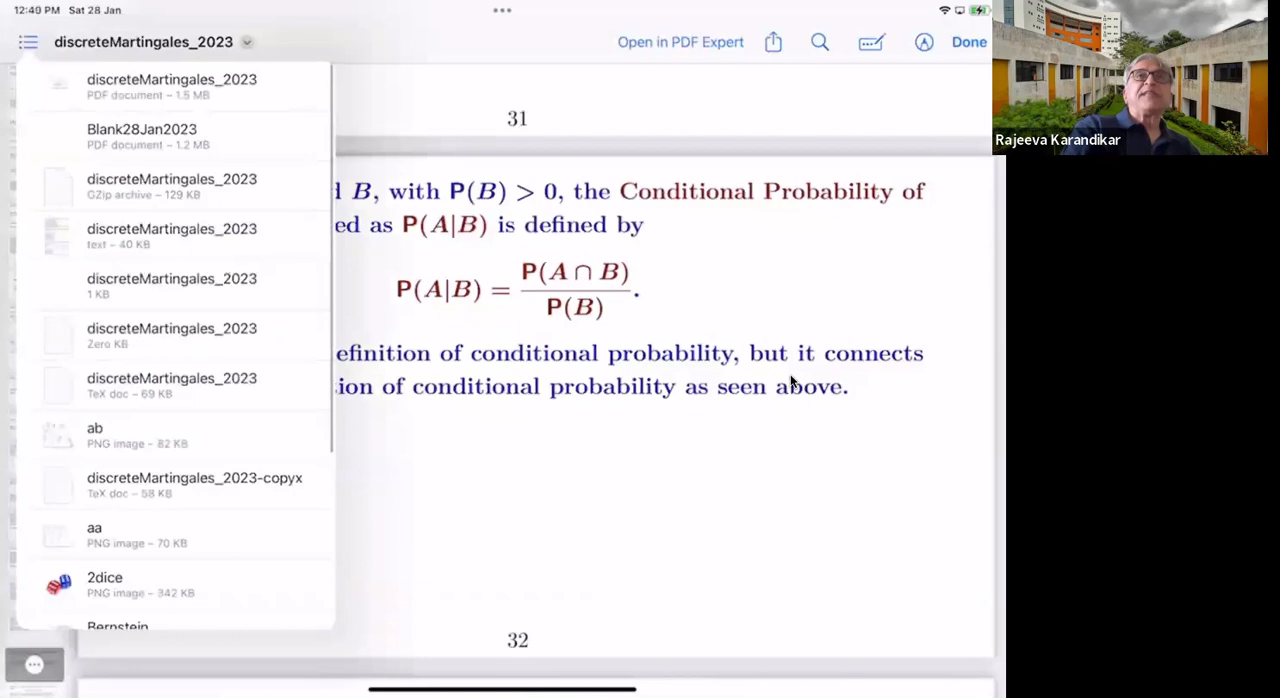 12:40 PM Sat 28 Jan
discreteMartingales_2023
Open in PDF Expert
Done
discreteMartingales_2023
PDF document – 1.5 MB
Blank28Jan2023
PDF document – 1.2 MB
discreteMartingales_2023
GZip archive – 129 KB
discreteMartingales_2023
text – 40 KB
discreteMartingales_2023
1 KB
discreteMartingales_2023
Zero KB
discreteMartingales_2023
TeX doc – 69 KB
ab
PNG image – 82 KB
discreteMartingales_2023-copyx
TeX doc – 58 KB
aa
PNG image – 70 KB
2dice
PNG image – 342 KB
Bernstein
31
B, with P(B) > 0, the Conditional Probability of
ed as P(A|B) is defined by
P(A|B) = P(A ∩ B) / P(B).
efinition of conditional probability, but it connects
ion of conditional probability as seen above.
32
Rajeeva Karandikar